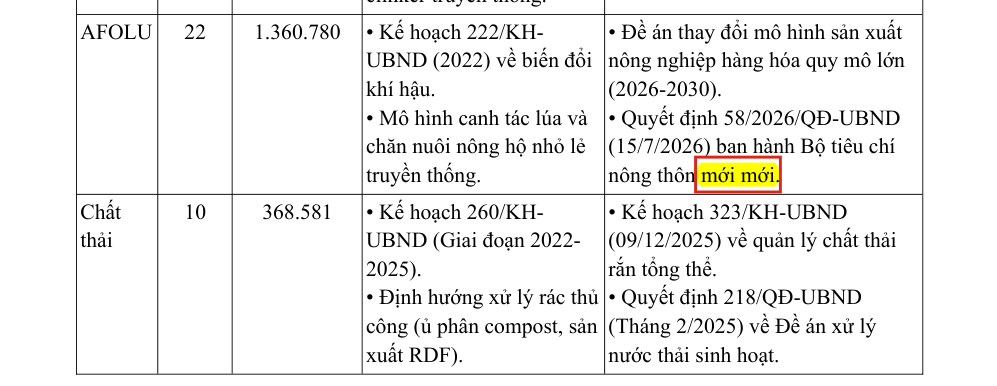 AFOLU
22
1.360.780
• Kế hoạch 222/KH-
UBND (2022) về biến đổi
khí hậu.
• Mô hình canh tác lúa và
chăn nuôi nông hộ nhỏ lẻ
truyền thống.
• Đề án thay đổi mô hình sản xuất
nông nghiệp hàng hóa quy mô lớn
(2026-2030).
• Quyết định 58/2026/QĐ-UBND
(15/7/2026) ban hành Bộ tiêu chí
nông thôn mới mới.
Chất
thải
10
368.581
• Kế hoạch 260/KH-
UBND (Giai đoạn 2022-
2025).
• Định hướng xử lý rác thủ
công (ủ phân compost, sản
xuất RDF).
• Kế hoạch 323/KH-UBND
(09/12/2025) về quản lý chất thải
rắn tổng thể.
• Quyết định 218/QĐ-UBND
(Tháng 2/2025) về Đề án xử lý
nước thải sinh hoạt.